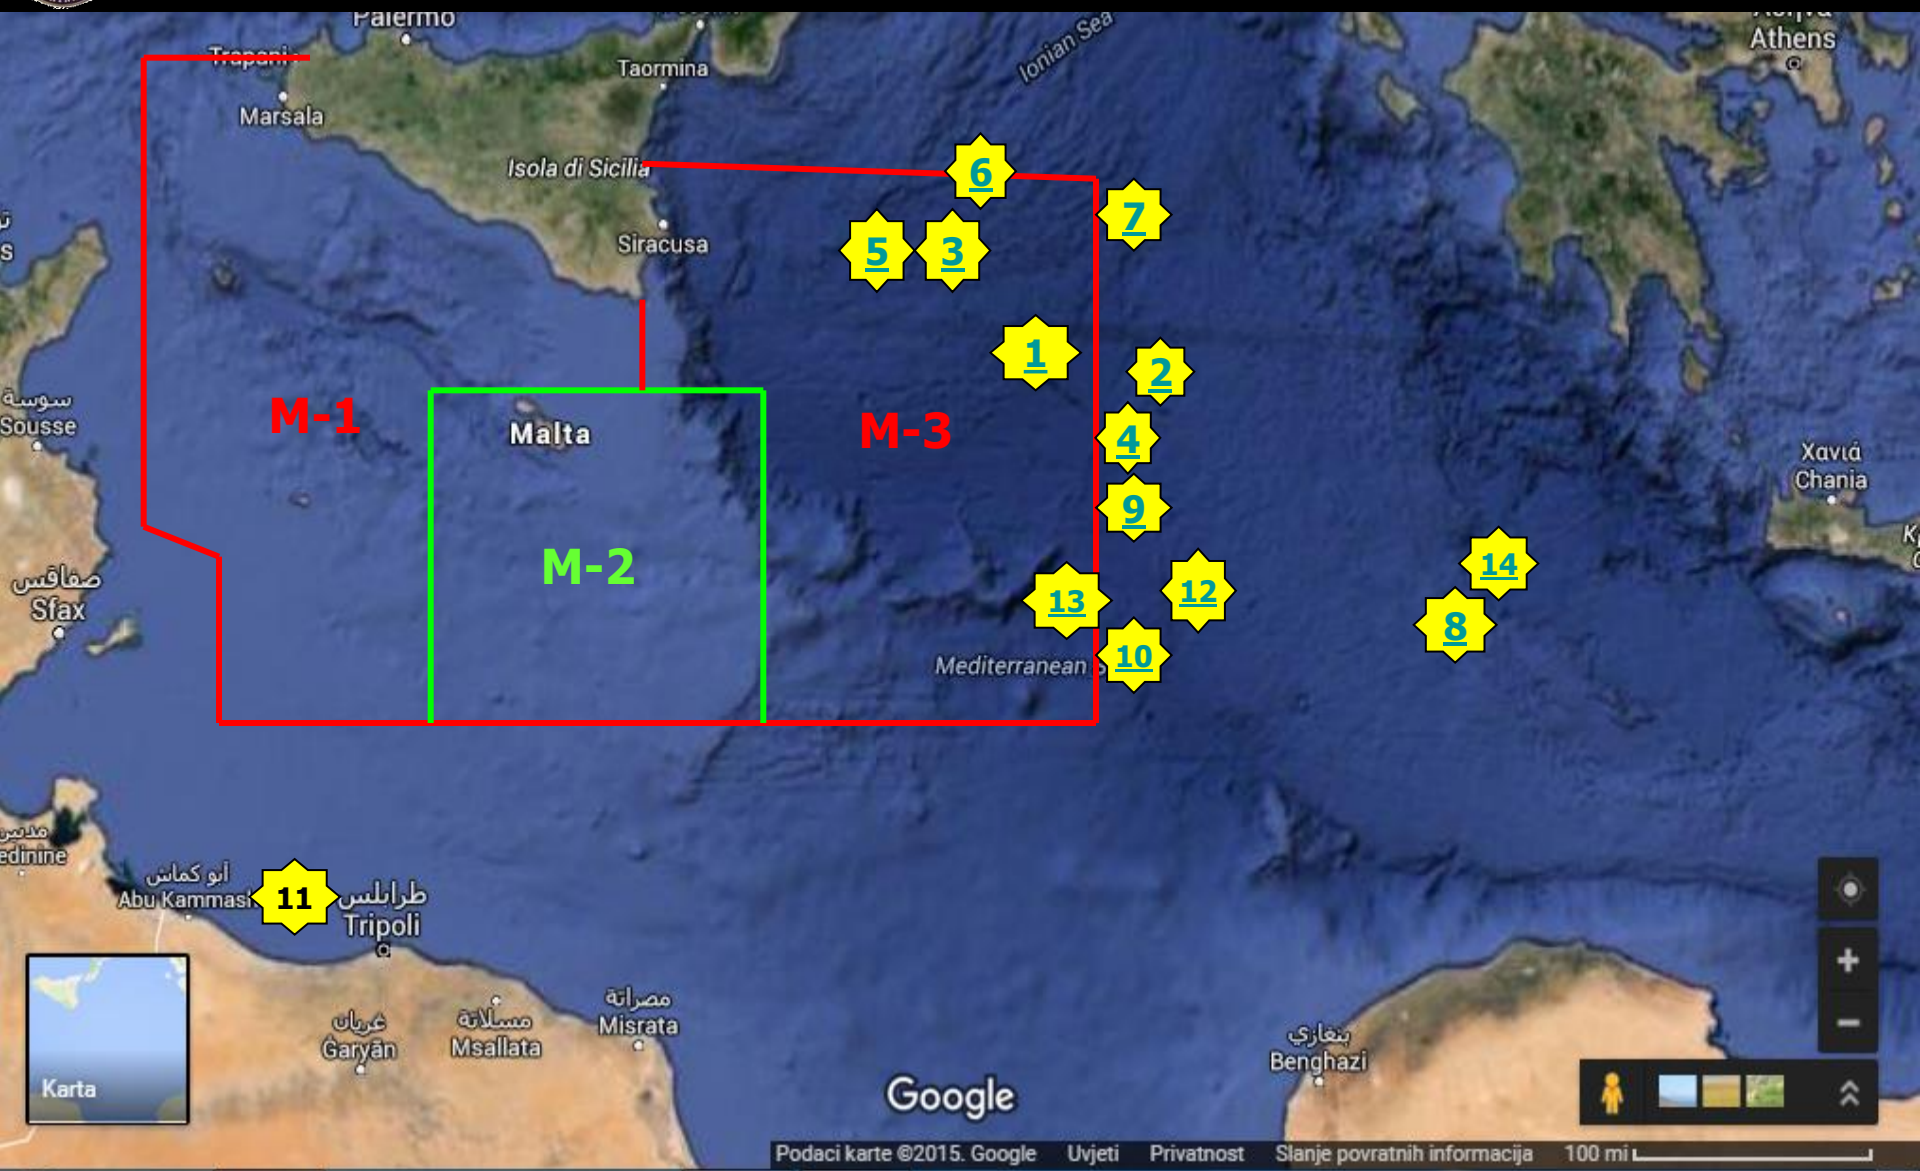 Palermo
Athens
Trapani
Taormina
Ionian Sea
Marsala
Isola di Sicilia
6
7
5
3
Siracusa
1
2
سوسة
Sousse
M-1
Malta
M-3
4
Χανιά
Chania
9
M-2
14
صفاقس
Sfax
13
12
8
Mediterranean
10
أبو كماش
Abu Kammash
11
طرابلس
Tripoli
غريان
Gharyan
مسلاتة
Msallata
مصراتة
Misrata
بنغازي
Benghazi
Karta
Google
Podaci karte ©2015. Google Uvjeti Privatnost Slanje povratnih informacija 100 mi